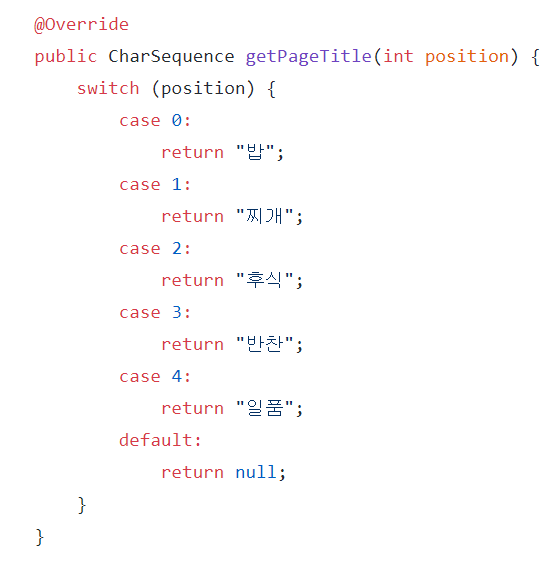 @Override
public CharSequence getPageTitle(int position) {
    switch (position) {
        case 0:
            return "밥";
        case 1:
            return "찌개";
        case 2:
            return "후식";
        case 3:
            return "반찬";
        case 4:
            return "일품";
        default:
            return null;
    }
}